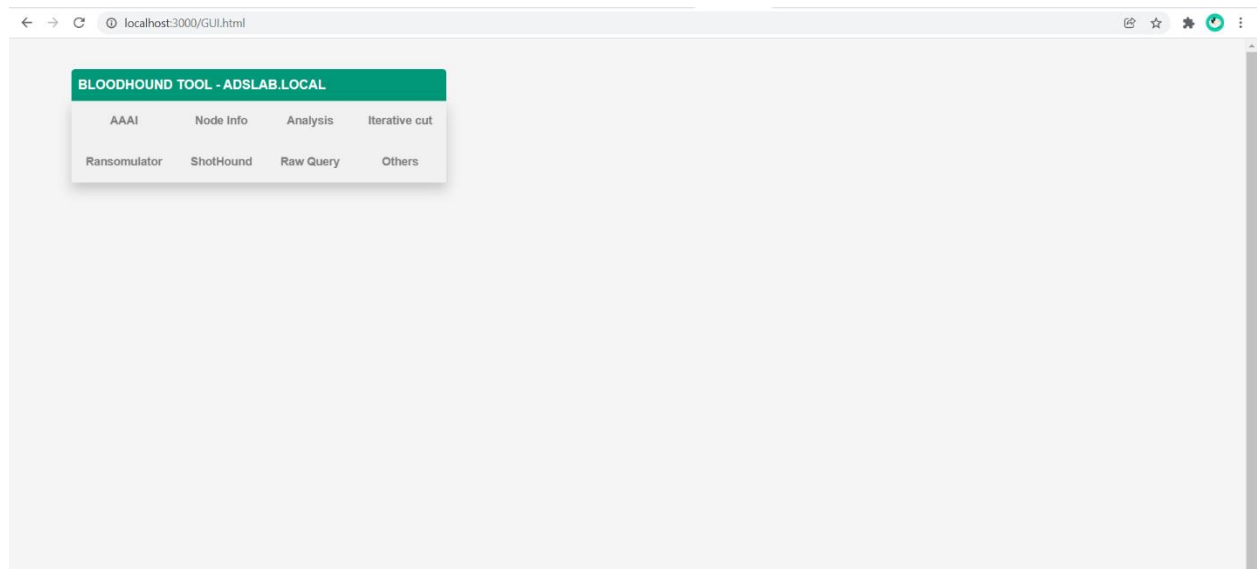 localhost:3000/GUI.html
BLOODHOUND TOOL - ADSLAB.LOCAL
AAAI Node Info Analysis Iterative cut
Ransomulator ShotHound Raw Query Others